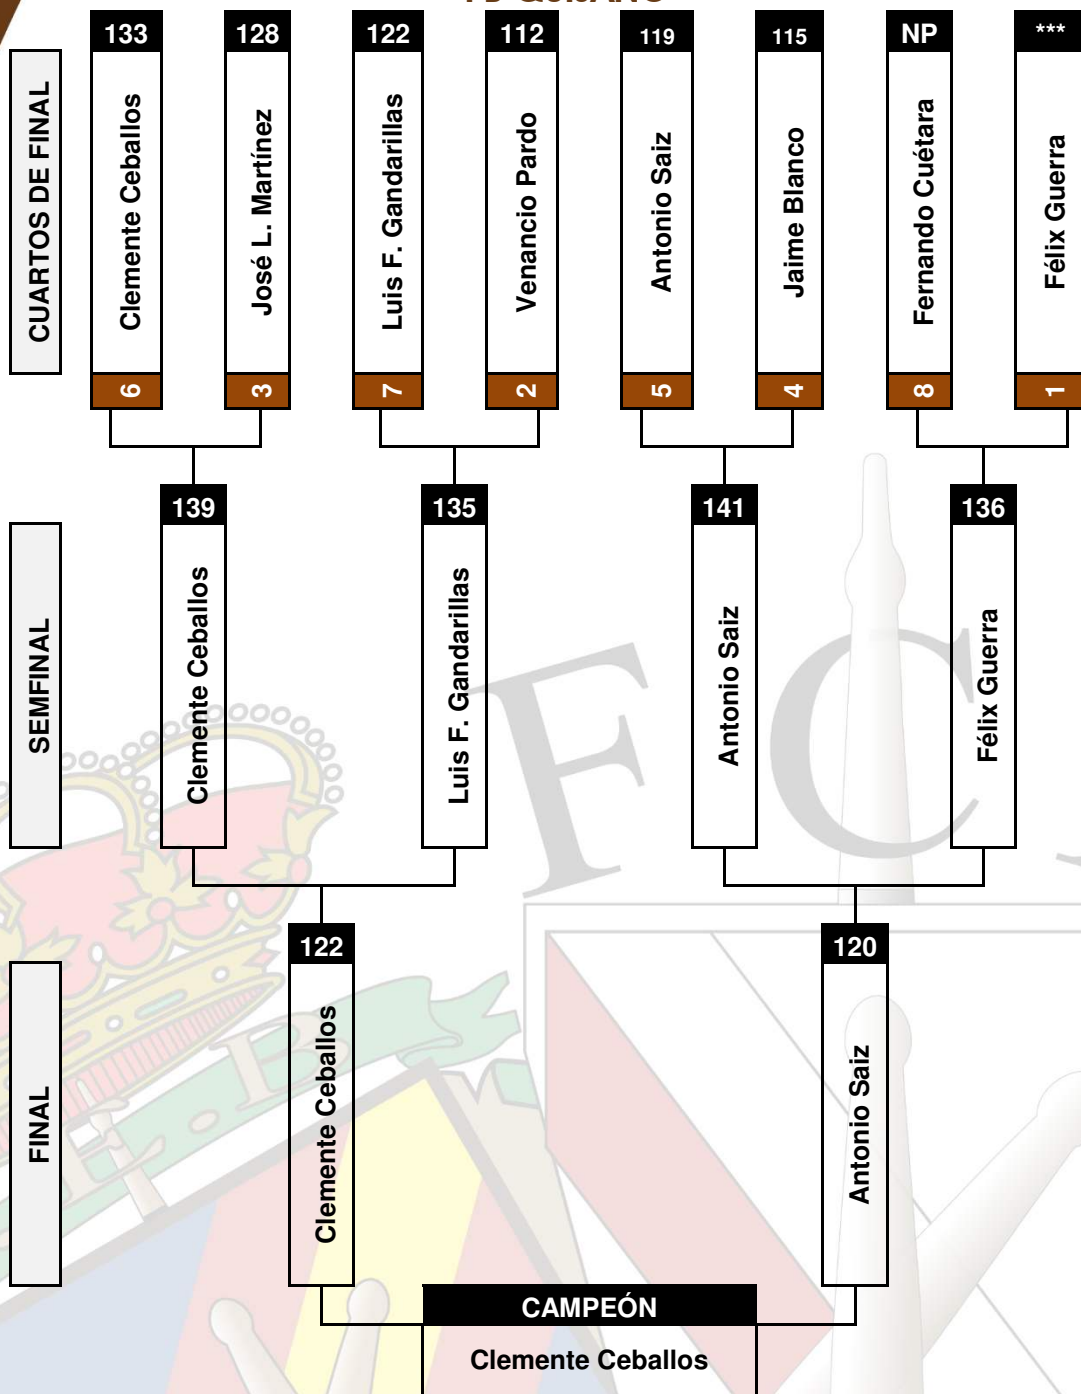 133 128 122 112 119 115 NP ***
CUARTOS DE FINAL
Clemente Ceballos
José L. Martínez
Luis F. Gandarillas
Venancio Pardo
Antonio Saiz
Jaime Blanco
Fernando Cuétara
Félix Guerra
6 3 7 2 5 4 8 1
139 135 141 136
SEMFINAL
Clemente Ceballos
Luis F. Gandarillas
Antonio Saiz
Félix Guerra
F C
122 120
FINAL
Clemente Ceballos
Antonio Saiz
CAMPEÓN
Clemente Ceballos